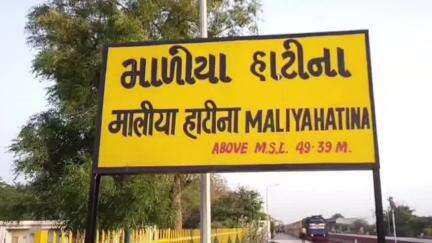 માળીયા હાટીના
मालीया हाटीना MALIYAHATINA
ABOVE M.S.L. 49·39 M.